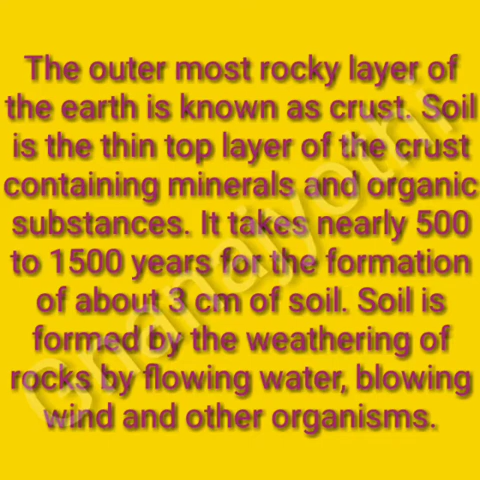 The outer most rocky layer of
the earth is known as crust. Soil
is the thin top layer of the crust
containing minerals and organic
substances. It takes nearly 500
to 1500 years for the formation
of about 3 cm of soil. Soil is
formed by the weathering of
rocks by flowing water, blowing
wind and other organisms.
Gnanajyothi